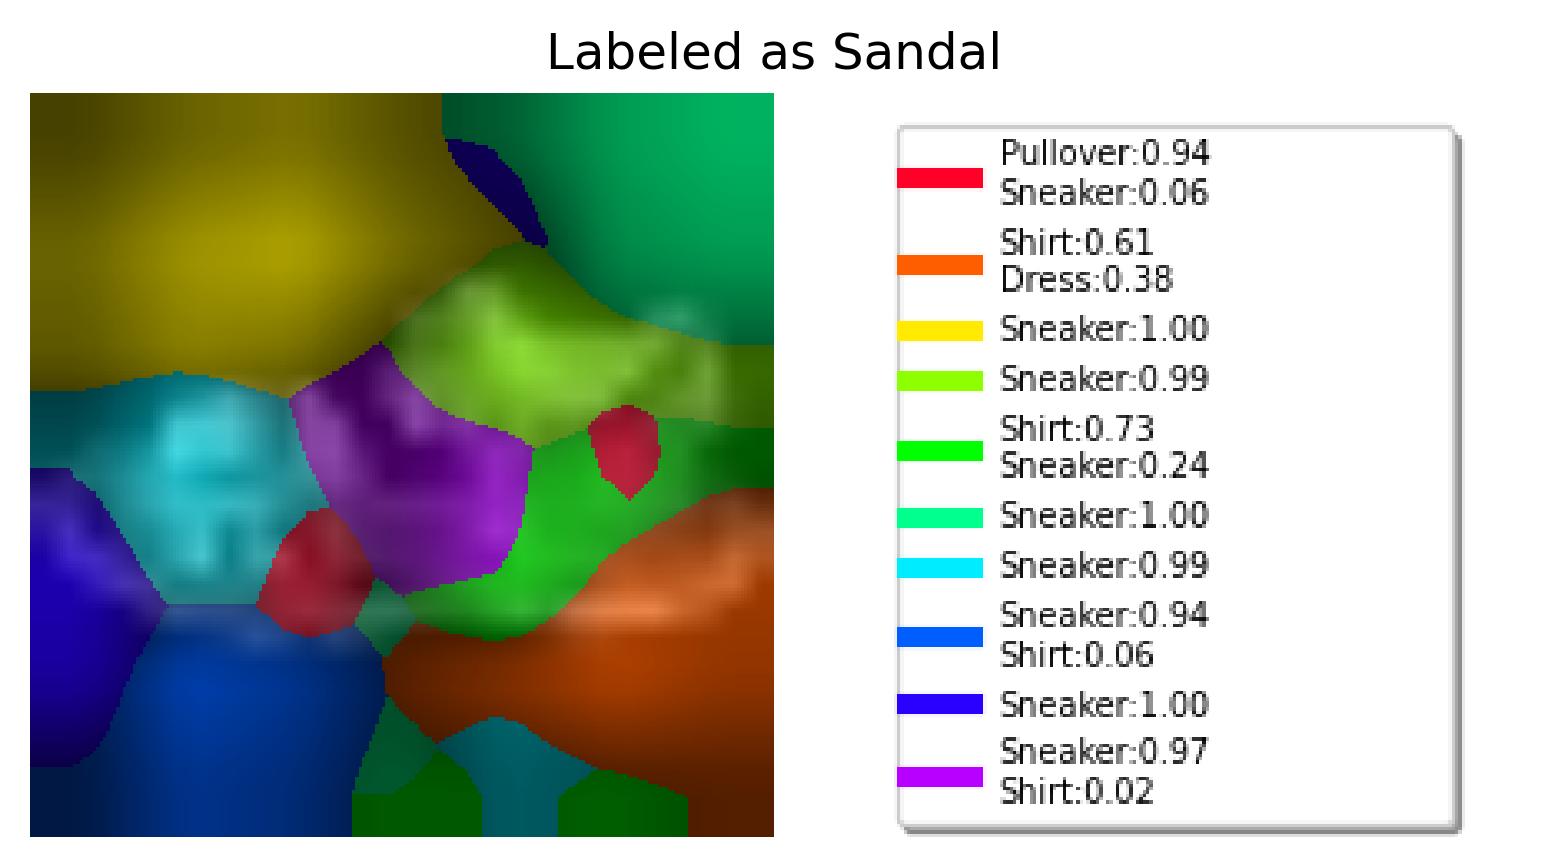 Labeled as Sandal
Pullover:0.94
Sneaker:0.06
Shirt:0.61
Dress:0.38
Sneaker:1.00
Sneaker:0.99
Shirt:0.73
Sneaker:0.24
Sneaker:1.00
Sneaker:0.99
Sneaker:0.94
Shirt:0.06
Sneaker:1.00
Sneaker:0.97
Shirt:0.02